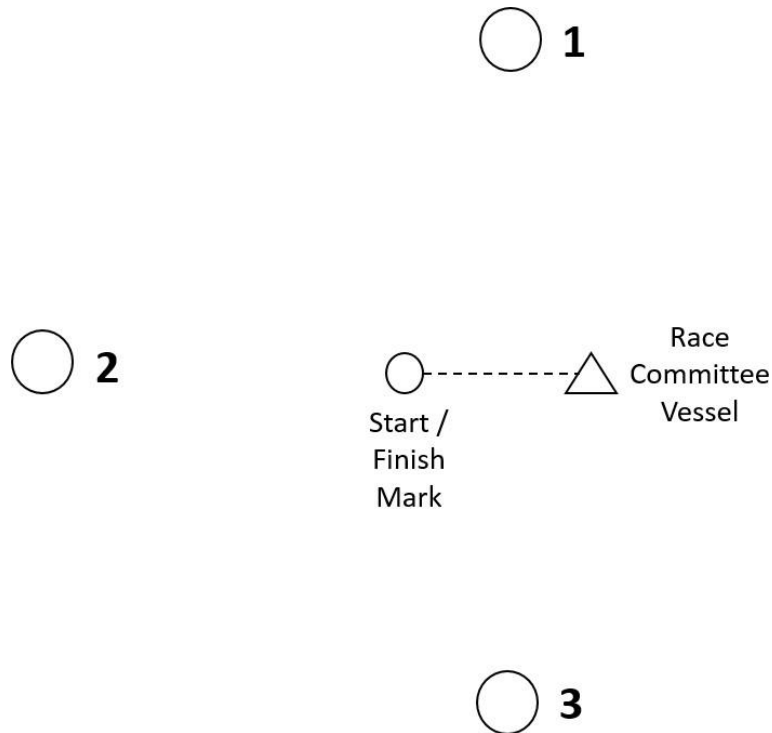 1
Race
Committee
Vessel
2
Start /
Finish
Mark
3